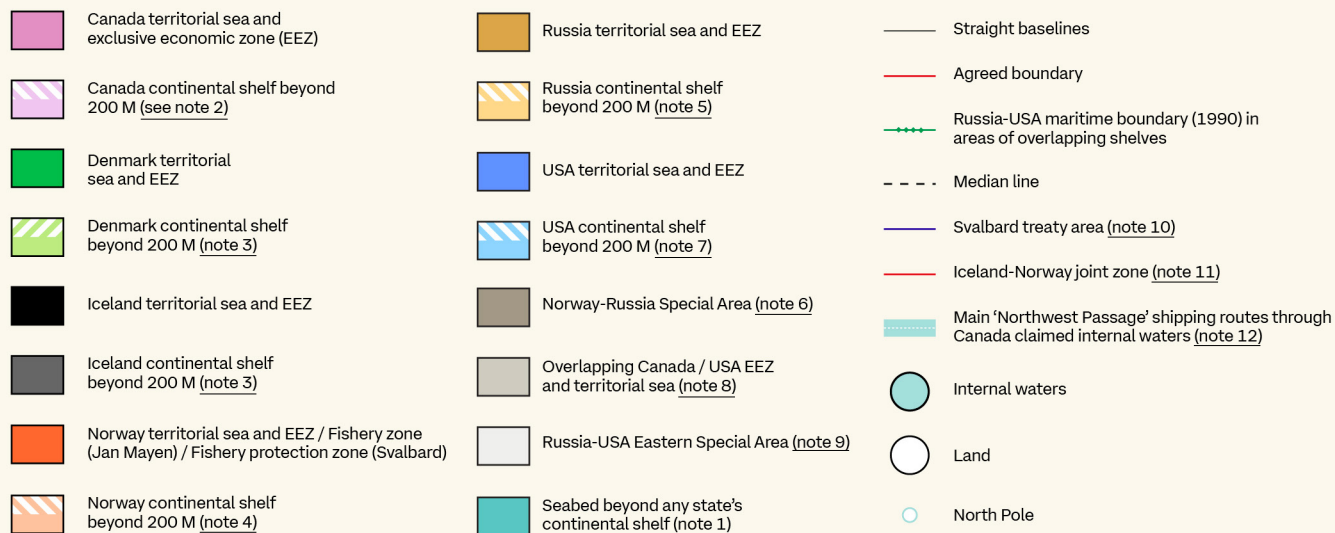 Canada territorial sea and
exclusive economic zone (EEZ)
Canada continental shelf beyond
200 M (see note 2)
Denmark territorial
sea and EEZ
Denmark continental shelf
beyond 200 M (note 3)
Iceland territorial sea and EEZ
Iceland continental shelf
beyond 200 M (note 3)
Norway territorial sea and EEZ / Fishery zone
(Jan Mayen) / Fishery protection zone (Svalbard)
Norway continental shelf
beyond 200 M (note 4)
Russia territorial sea and EEZ
Russia continental shelf
beyond 200 M (note 5)
USA territorial sea and EEZ
USA continental shelf
beyond 200 M (note 7)
Norway-Russia Special Area (note 6)
Overlapping Canada / USA EEZ
and territorial sea (note 8)
Russia-USA Eastern Special Area (note 9)
Seabed beyond any state’s
continental shelf (note 1)
Straight baselines
Agreed boundary
Russia-USA maritime boundary (1990) in
areas of overlapping shelves
Median line
Svalbard treaty area (note 10)
Iceland-Norway joint zone (note 11)
Main ‘Northwest Passage’ shipping routes through
Canada claimed internal waters (note 12)
Internal waters
Land
North Pole